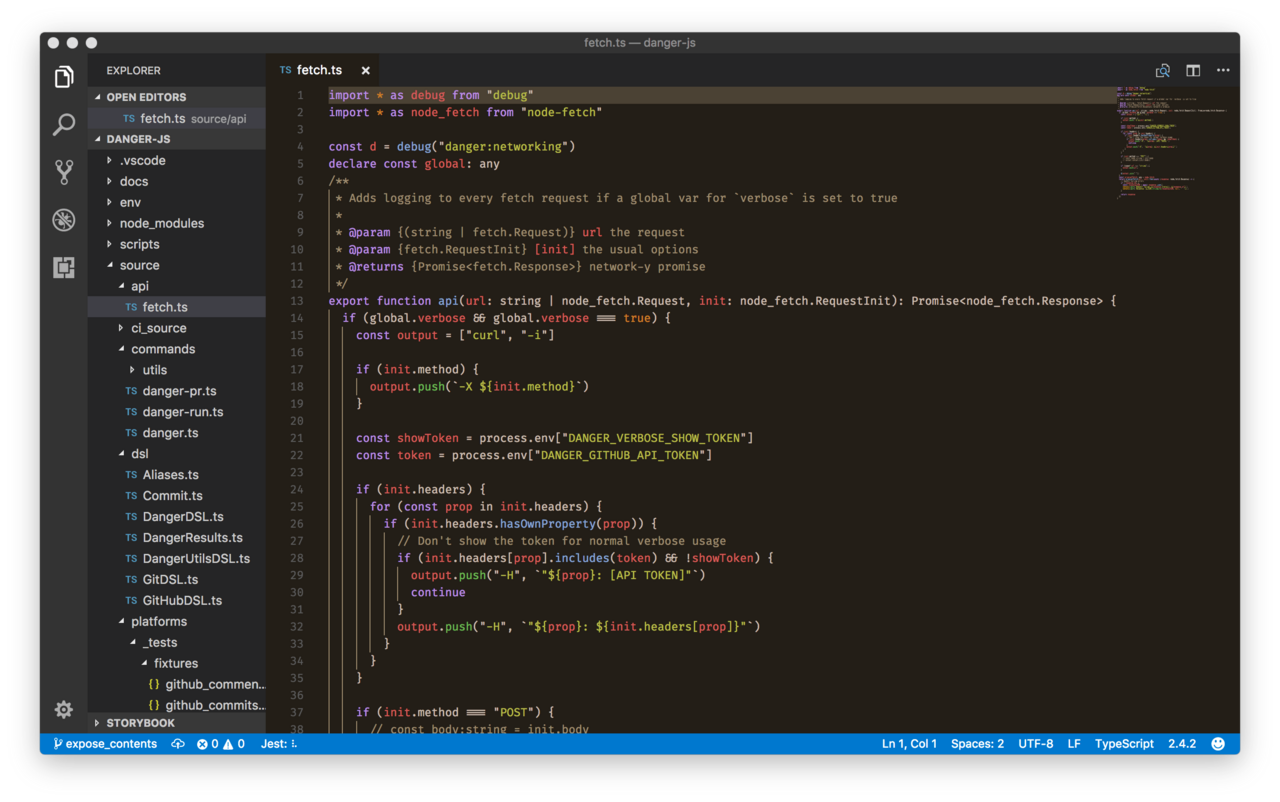 fetch.ts — danger-js
EXPLORER
OPEN EDITORS
TS fetch.ts source/api
DANGER-JS
.vscode
docs
env
node_modules
scripts
source
api
TS fetch.ts
ci_source
commands
utils
TS danger-pr.ts
TS danger-run.ts
TS danger.ts
dsl
TS Aliases.ts
TS Commit.ts
TS DangerDSL.ts
TS DangerResults.ts
TS DangerUtilsDSL.ts
TS GitDSL.ts
TS GitHubDSL.ts
platforms
_tests
fixtures
{} github_commen...
{} github_commits...
STORYBOOK
TS fetch.ts ×
1 import * as debug from "debug"
2 import * as node_fetch from "node-fetch"
3
4 const d = debug("danger:networking")
5 declare const global: any
6 /**
7 * Adds logging to every fetch request if a global var for `verbose` is set to true
8 *
9 * @param {(string | fetch.Request)} url the request
10 * @param {fetch.RequestInit} [init] the usual options
11 * @returns {Promise<fetch.Response>} network-y promise
12 */
13 export function api(url: string | node_fetch.Request, init: node_fetch.RequestInit): Promise<node_fetch.Response> {
14 if (global.verbose && global.verbose === true) {
15 const output = ["curl", "-i"]
16
17 if (init.method) {
18 output.push(`-X ${init.method}`)
19 }
20
21 const showToken = process.env["DANGER_VERBOSE_SHOW_TOKEN"]
22 const token = process.env["DANGER_GITHUB_API_TOKEN"]
23
24 if (init.headers) {
25 for (const prop in init.headers) {
26 if (init.headers.hasOwnProperty(prop)) {
27 // Don't show the token for normal verbose usage
28 if (init.headers[prop].includes(token) && !showToken) {
29 output.push("-H", `"${prop}: [API TOKEN]"`)
30 continue
31 }
32 output.push("-H", `"${prop}: ${init.headers[prop]}"`)
33 }
34 }
35 }
36
37 if (init.method === "POST") {
38 // const body:string = init.body
expose_contents
0 0
Jest:
Ln 1, Col 1
Spaces: 2
UTF-8
LF
TypeScript
2.4.2